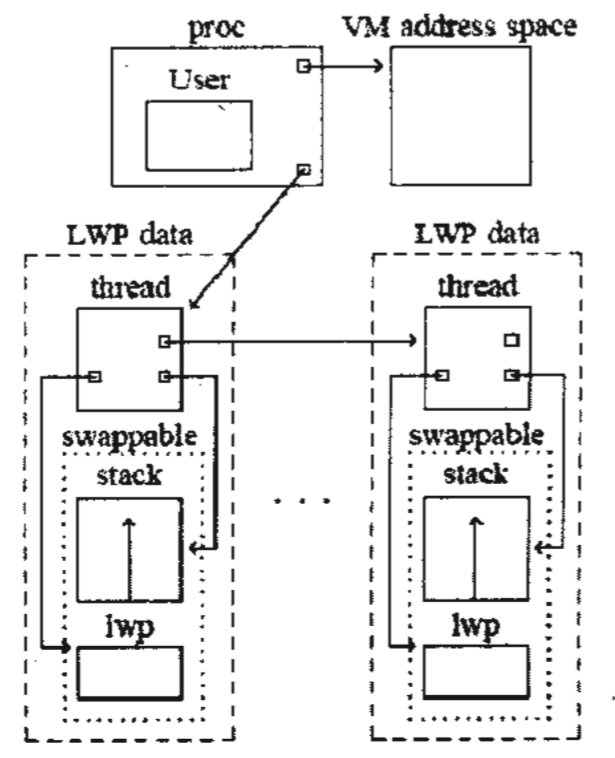 proc VM address space
User
LWP data LWP data
thread thread
swappable swappable
stack stack
. . .
lwp lwp